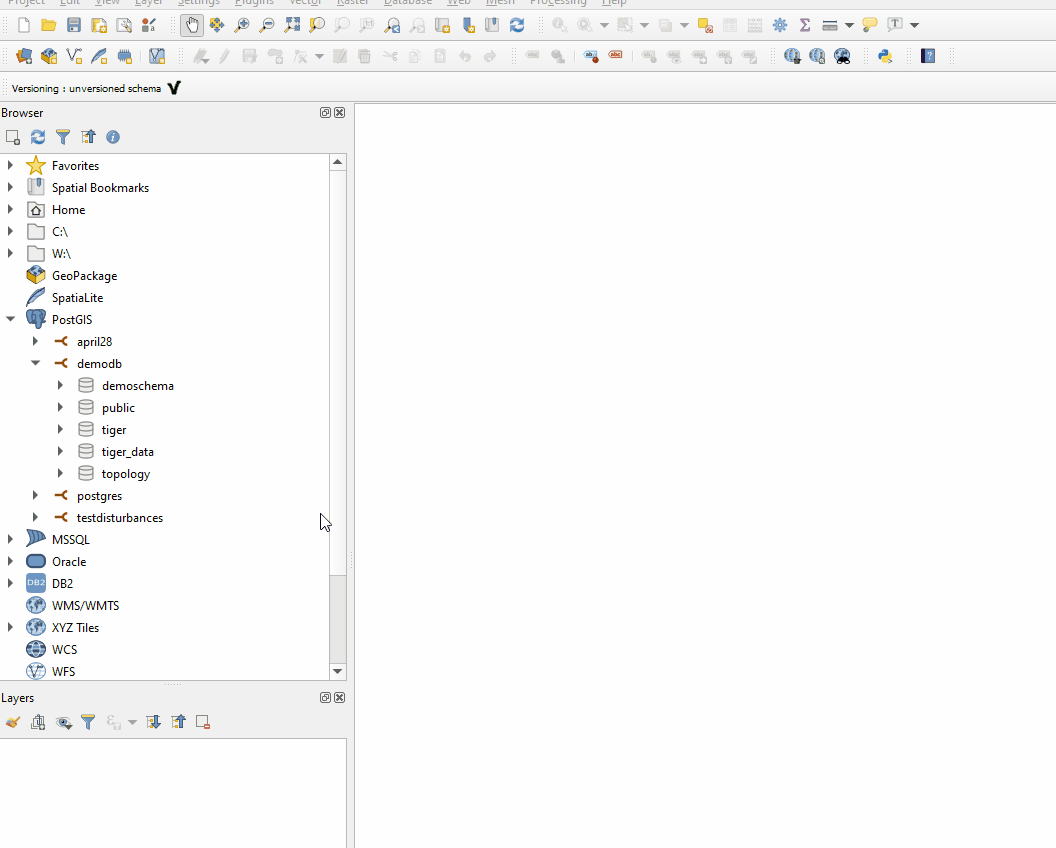 Project Edit View Layer Settings Plugins Vector Raster Database Web Mesh Processing Help
Versioning : unversioned schema
Browser
Favorites
Spatial Bookmarks
Home
C:\
W:\
GeoPackage
SpatiaLite
PostGIS
april28
demodb
demoschema
public
tiger
tiger_data
topology
postgres
testdisturbances
MSSQL
Oracle
DB2 DB2
WMS/WMTS
XYZ Tiles
WCS
WFS
Layers